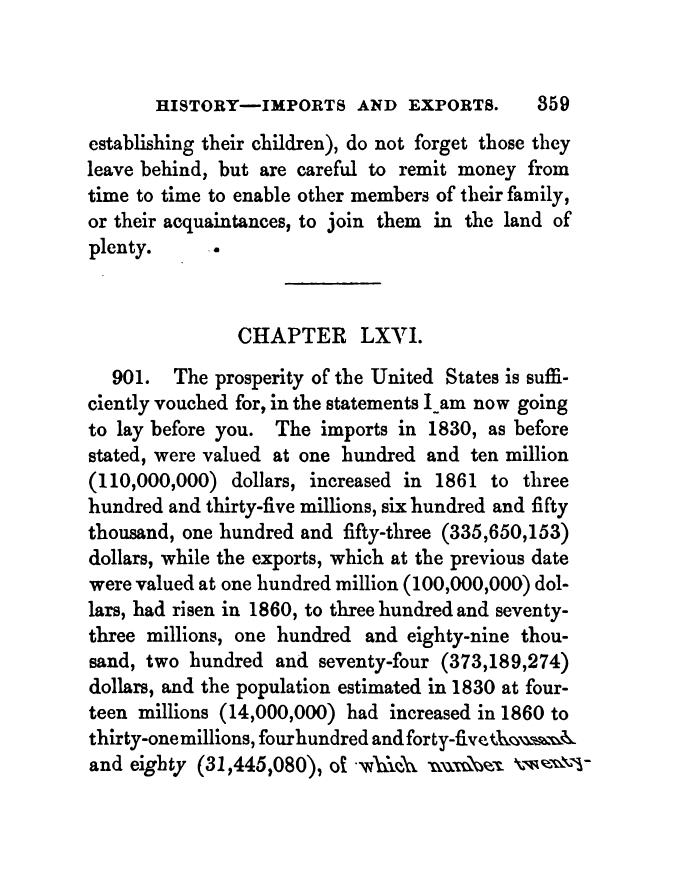 HISTORY—IMPORTS AND EXPORTS. 359
establishing their children), do not forget those they
leave behind, but are careful to remit money from
time to time to enable other members of their family,
or their acquaintances, to join them in the land of
plenty.
CHAPTER LXVI.
901. The prosperity of the United States is suffi-
ciently vouched for, in the statements I am now going
to lay before you. The imports in 1830, as before
stated, were valued at one hundred and ten million
(110,000,000) dollars, increased in 1861 to three
hundred and thirty-five millions, six hundred and fifty
thousand, one hundred and fifty-three (335,650,153)
dollars, while the exports, which at the previous date
were valued at one hundred million (100,000,000) dol-
lars, had risen in 1860, to three hundred and seventy-
three millions, one hundred and eighty-nine thou-
sand, two hundred and seventy-four (373,189,274)
dollars, and the population estimated in 1830 at four-
teen millions (14,000,000) had increased in 1860 to
thirty-one millions, four hundred and forty-five thousand
and eighty (31,445,080), of which number twenty-